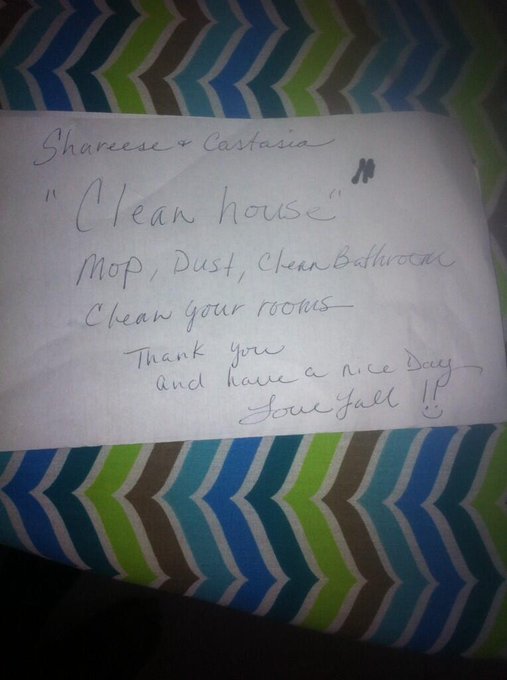 Shareese & Castasia
"Clean house"
Mop, Dust, Clean Bathroom
Clean your rooms
Thank you
and have a nice Day
Love Yall !!